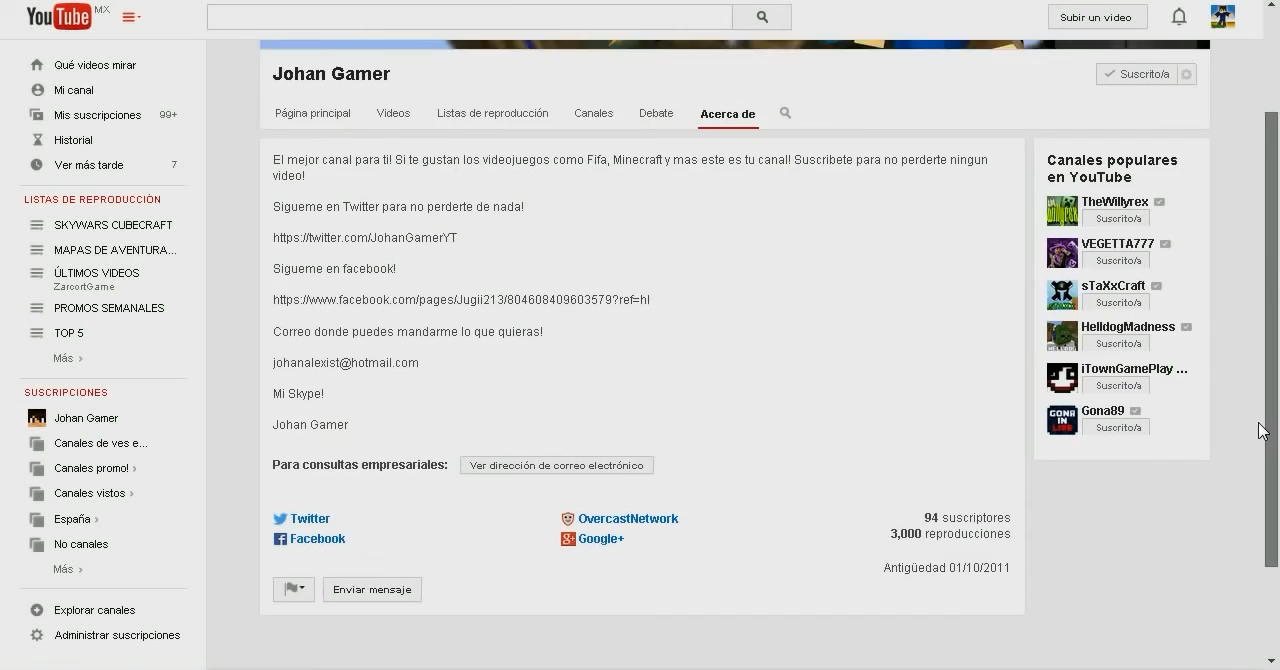 YouTube MX
Subir un video
Qué videos mirar
Mi canal
Mis suscripciones 99+
Historial
Ver más tarde 7
LISTAS DE REPRODUCCIÓN
SKYWARS CUBECRAFT
MAPAS DE AVENTURA...
ÚLTIMOS VIDEOS
ZarcortGame
PROMOS SEMANALES
TOP 5
Más ›
SUSCRIPCIONES
Johan Gamer
Canales de ves e...
Canales promo! ›
Canales vistos ›
España ›
No canales
Más ›
Explorar canales
Administrar suscripciones
Johan Gamer
Suscrito/a
Página principal Videos Listas de reproducción Canales Debate Acerca de
El mejor canal para ti! Si te gustan los videojuegos como Fifa, Minecraft y mas este es tu canal! Suscribete para no perderte ningun
video!
Sigueme en Twitter para no perderte de nada!
https://twitter.com/JohanGamerYT
Sigueme en facebook!
https://www.facebook.com/pages/Jugii213/804608409603579?ref=hl
Correo donde puedes mandarme lo que quieras!
johanalexist@hotmail.com
Mi Skype!
Johan Gamer
Para consultas empresariales: Ver dirección de correo electrónico
Twitter
Facebook
OvercastNetwork
Google+
94 suscriptores
3,000 reproducciones
Antigüedad 01/10/2011
Enviar mensaje
Canales populares
en YouTube
TheWillyrex
Suscrito/a
VEGETTA777
Suscrito/a
sTaXxCraft
Suscrito/a
HelldogMadness
Suscrito/a
iTownGamePlay ...
Suscrito/a
Gona89
Suscrito/a